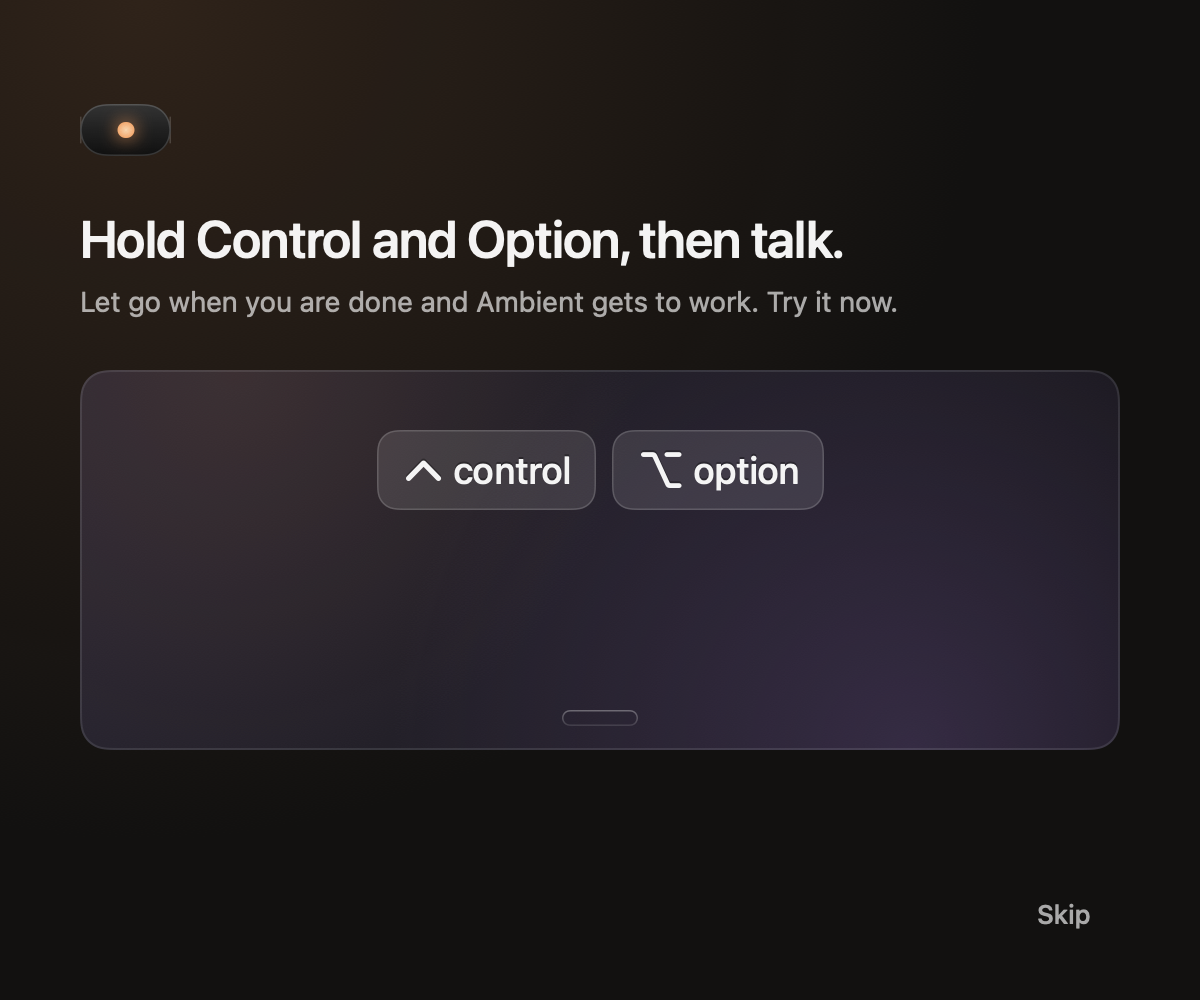 Hold Control and Option, then talk.
Let go when you are done and Ambient gets to work. Try it now.
⌃ control ⌥ option
Skip